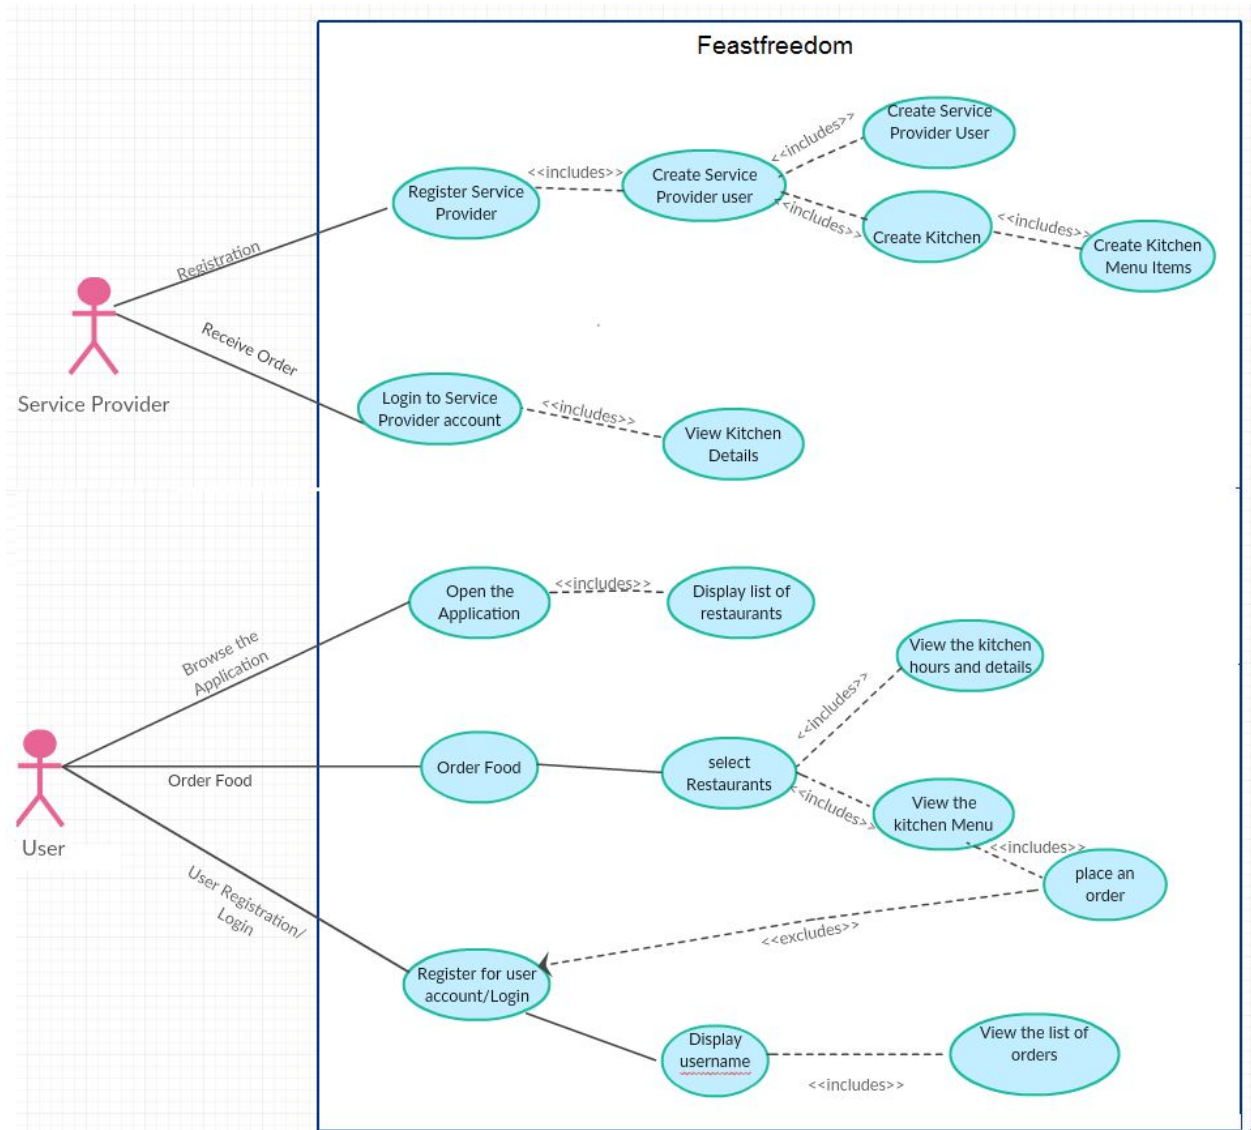 Feastfreedom
Create Service
Provider User
<<includes>>
Create Service
Provider user
<<includes>>
Register Service
Provider
<<includes>>
Create Kitchen
<<includes>>
Create Kitchen
Menu Items
Registration
Receive Order
Service Provider
Login to Service
Provider account
<<includes>>
View Kitchen
Details
Open the
Application
<<includes>>
Display list of
restaurants
Browse the
Application
View the kitchen
hours and details
<<includes>>
Order Food
Order Food
select
Restaurants
<<includes>>
View the
kitchen Menu
<<includes>>
place an
order
User
User Registration/
Login
<<excludes>>
Register for user
account/Login
Display
username
<<includes>>
View the list of
orders